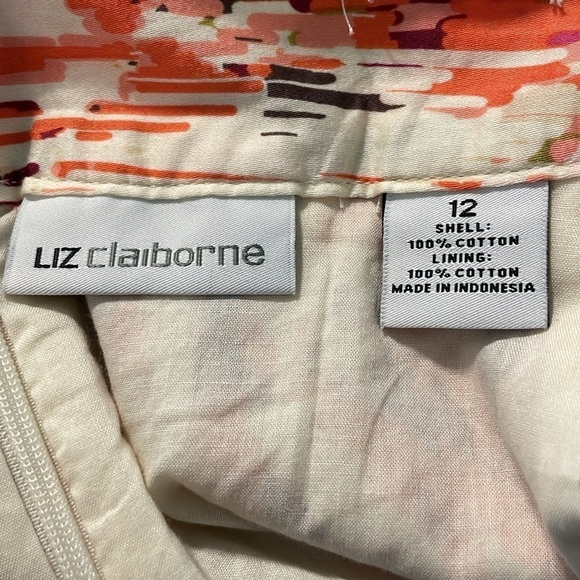 LIZ claiborne
12
SHELL:
100% COTTON
LINING:
100% COTTON
MADE IN INDONESIA